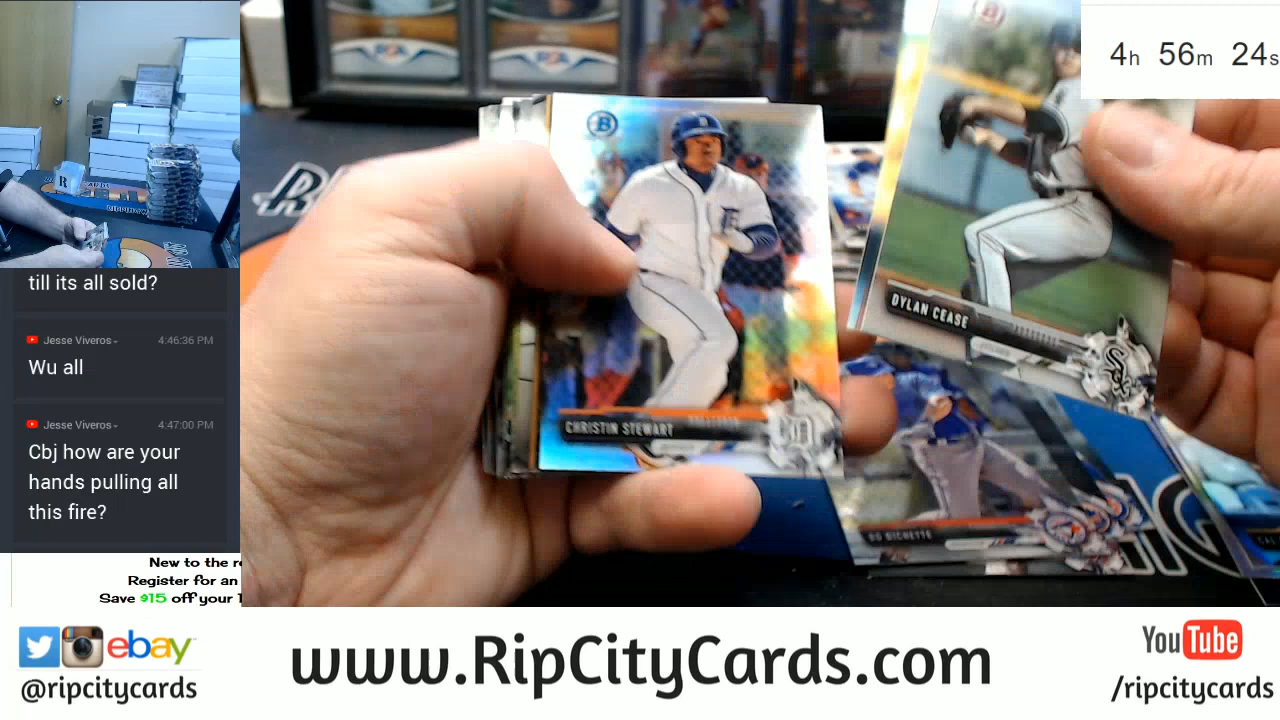 4h 56m 24s
till its all sold?
Jesse Viveros
4:46:36 PM
Wu all
Jesse Viveros
4:47:00 PM
Cbj how are your
hands pulling all
this fire?
New to the
Register for an
Save $15 off your
B
CHRISTIN STEWART
D
B
DYLAN CEASE
Sox
BO BICHETTE
R
ebay
@ripcitycards
www.RipCityCards.com
YouTube
/ripcitycards